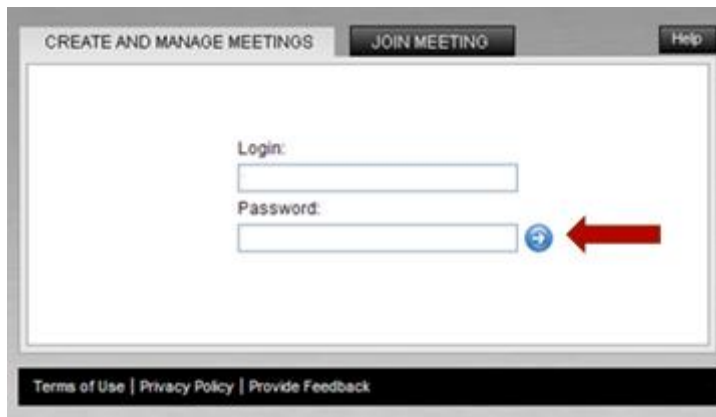 CREATE AND MANAGE MEETINGS JOIN MEETING Help
Login:
Password:
Terms of Use | Privacy Policy | Provide Feedback